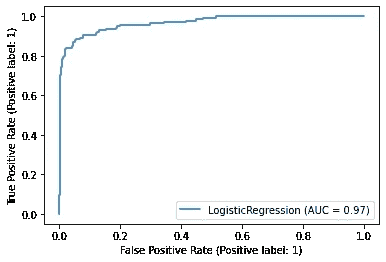 True Positive Rate (Positive label: 1)
1.0
0.8
0.6
0.4
0.2
0.0
LogisticRegression (AUC = 0.97)
0.0 0.2 0.4 0.6 0.8 1.0
False Positive Rate (Positive label: 1)